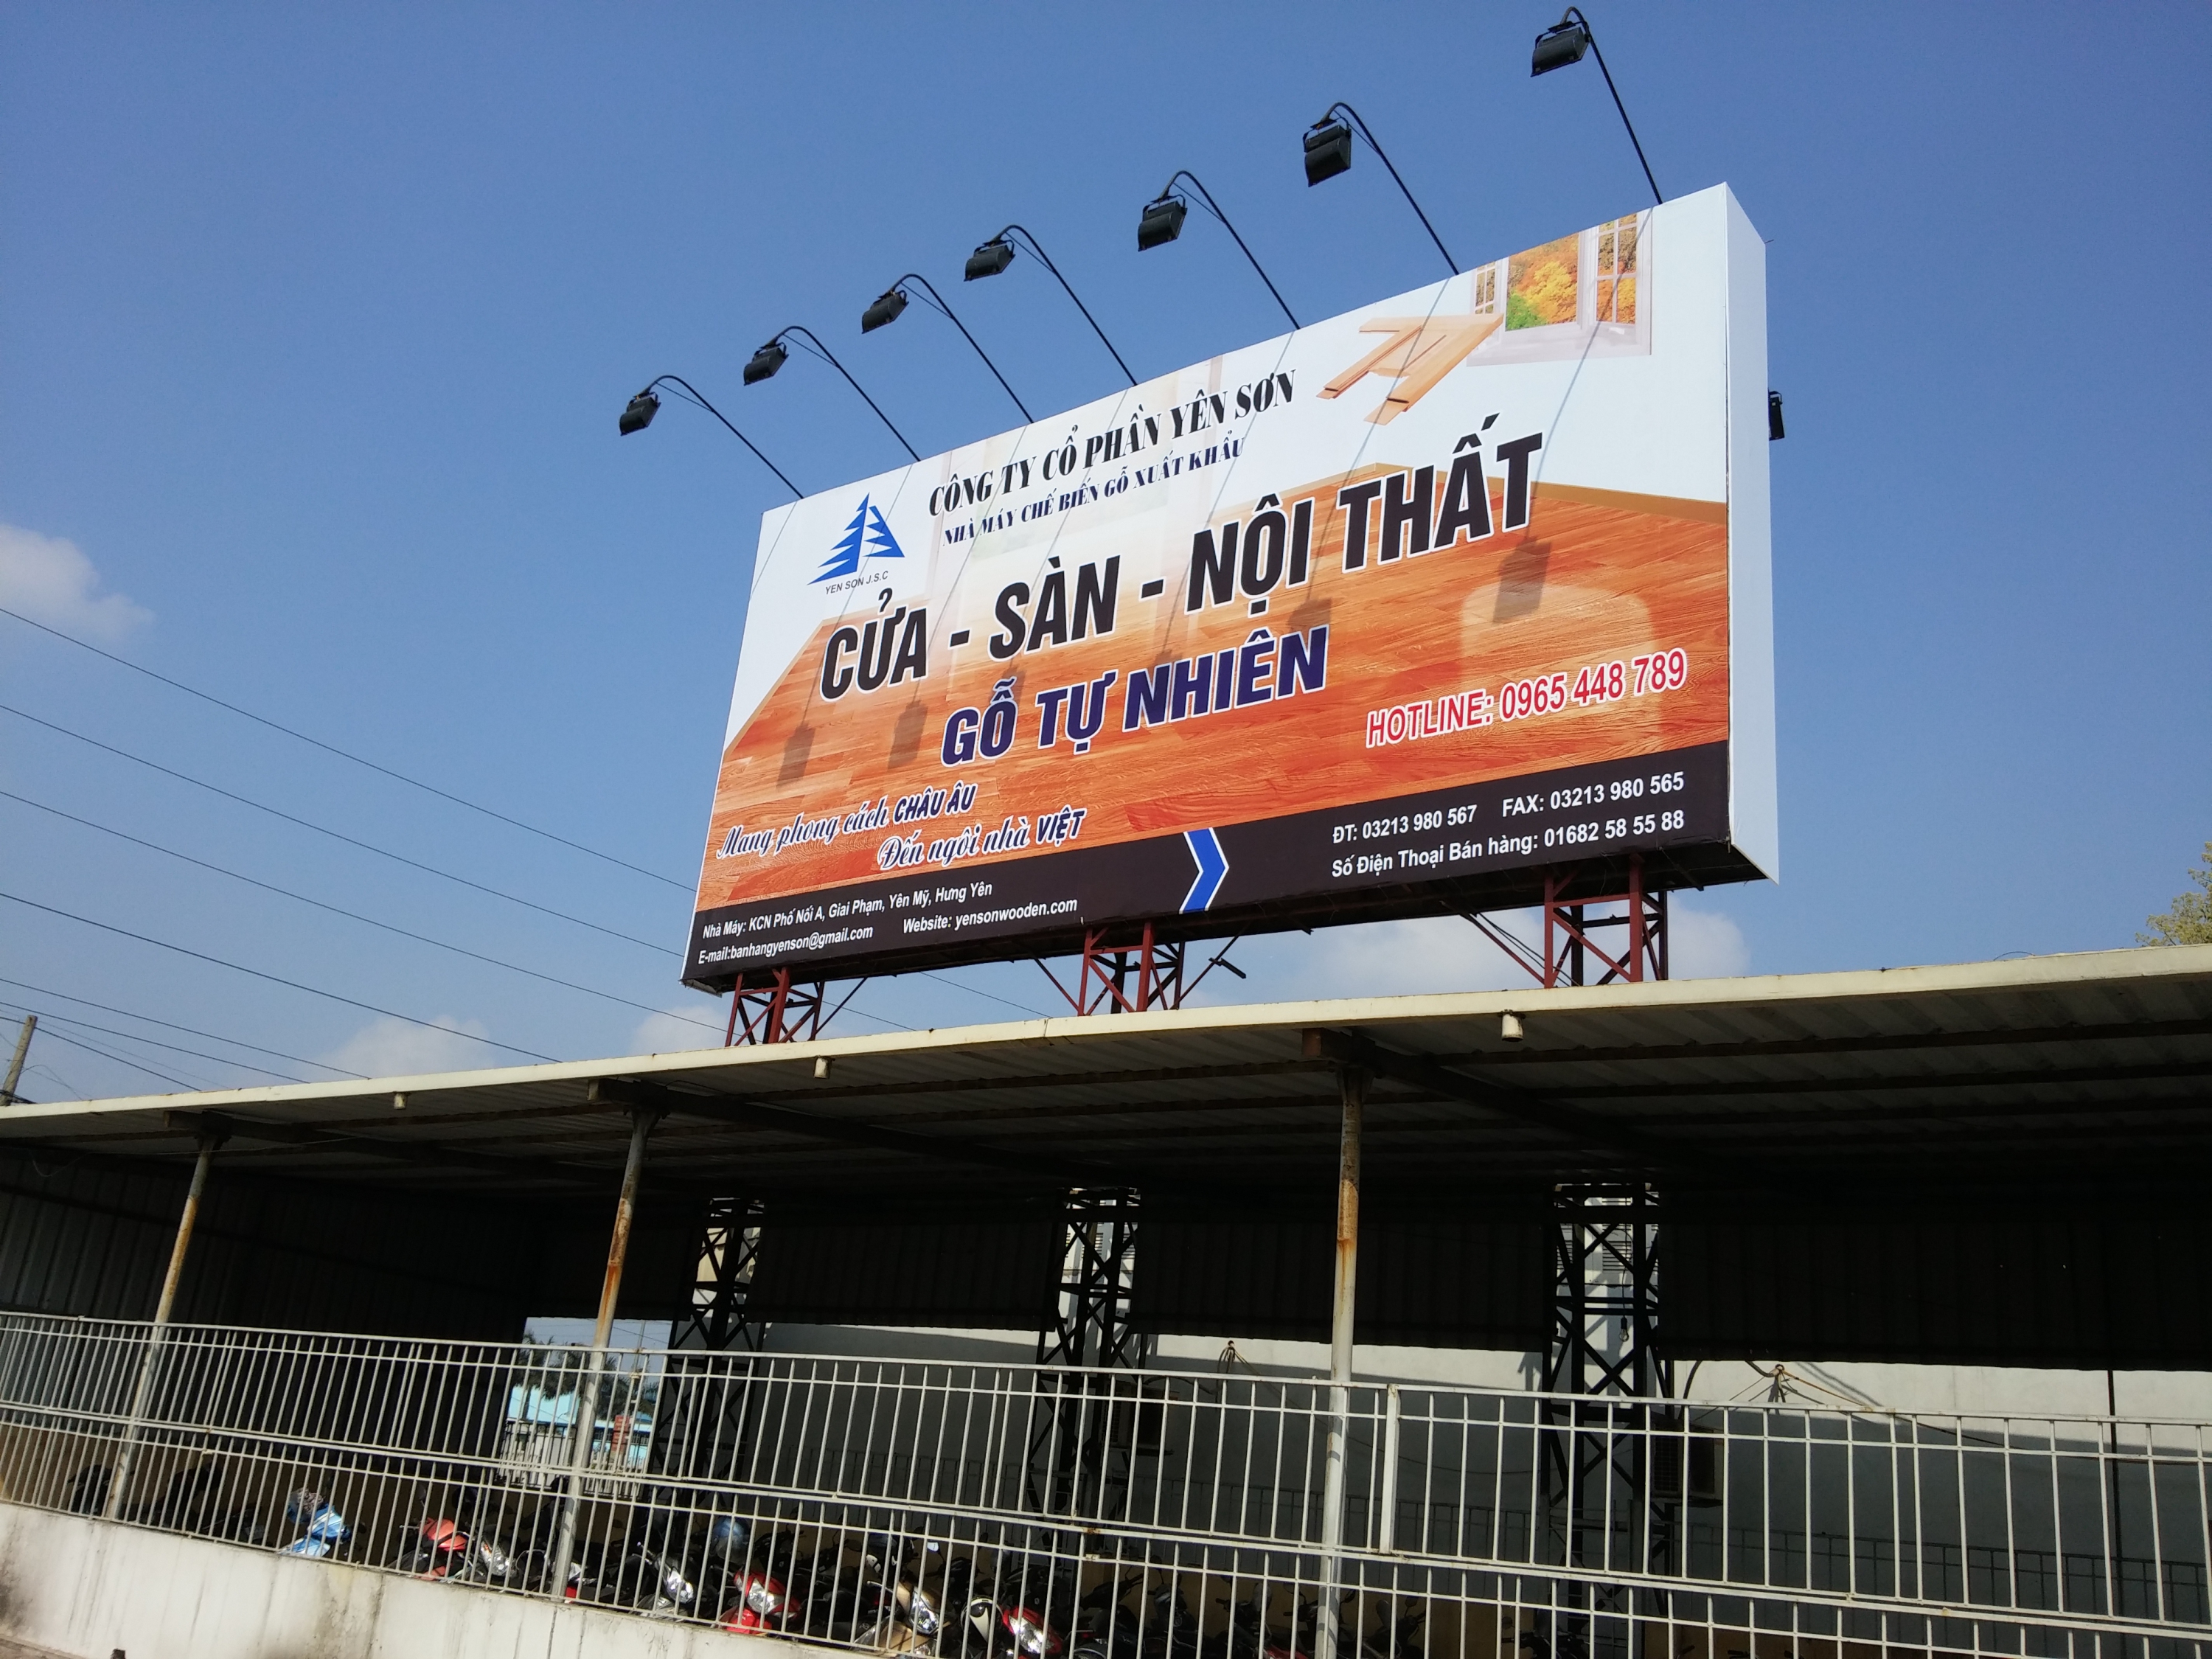 CÔNG TY CỔ PHẦN YÊN SƠN
NHÀ MÁY CHẾ BIẾN GỖ XUẤT KHẨU
YEN SƠN J.S.C
CỬA - SÀN - NỘI THẤT
GỖ TỰ NHIÊN
HOTLINE: 0965 448 789
Mang phong cách CHÂU ÂU
Đến ngôi nhà VIỆT
Nhà Máy: KCN Phố Nối A, Giai Phạm, Yên Mỹ, Hưng Yên
E-mail:banhangyenson@gmail.com Website: yensonwooden.com
ĐT: 03213 980 567 FAX: 03213 980 565
Số Điện Thoại Bán hàng: 01682 58 55 88